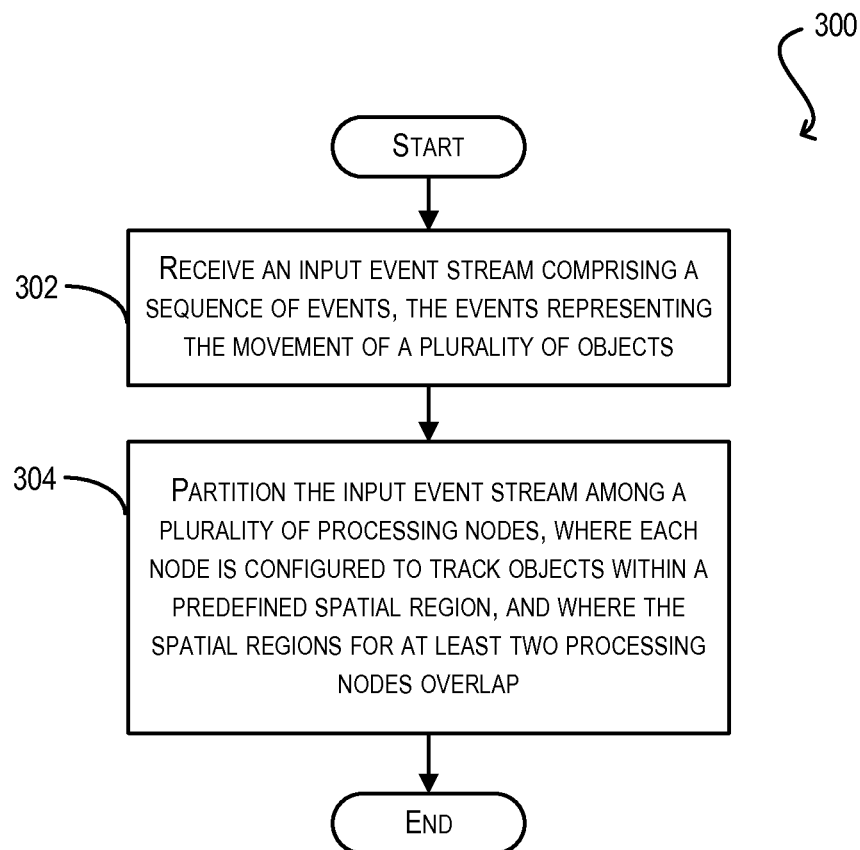 300
START
302
RECEIVE AN INPUT EVENT STREAM COMPRISING A
SEQUENCE OF EVENTS, THE EVENTS REPRESENTING
THE MOVEMENT OF A PLURALITY OF OBJECTS
304
PARTITION THE INPUT EVENT STREAM AMONG A
PLURALITY OF PROCESSING NODES, WHERE EACH
NODE IS CONFIGURED TO TRACK OBJECTS WITHIN A
PREDEFINED SPATIAL REGION, AND WHERE THE
SPATIAL REGIONS FOR AT LEAST TWO PROCESSING
NODES OVERLAP
END